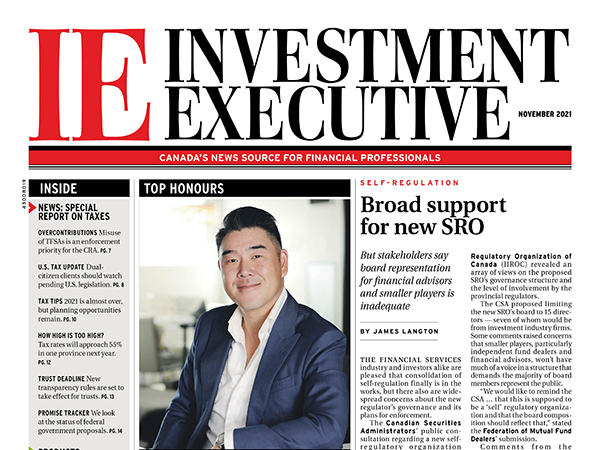 IE INVESTMENT
EXECUTIVE
NOVEMBER 2021
CANADA'S NEWS SOURCE FOR FINANCIAL PROFESSIONALS
43008019
INSIDE
NEWS: SPECIAL
REPORT ON TAXES
OVERCONTRIBUTIONS Misuse
of TFSAs is an enforcement
priority for the CRA. PG. 7
U.S. TAX UPDATE Dual-
citizen clients should watch
pending U.S. legislation. PG. 8
TAX TIPS 2021 is almost over,
but planning opportunities
remain. PG. 10
HOW HIGH IS TOO HIGH?
Tax rates will approach 55%
in one province next year.
PG. 12
TRUST DEADLINE New
transparency rules are set to
take effect for trusts. PG. 13
PROMISE TRACKER We look
at the status of federal
government proposals. PG. 14
PRODUCTS
TOP HONOURS
SELF-REGULATION
Broad support
for new SRO
But stakeholders say
board representation
for financial advisors
and smaller players is
inadequate
BY JAMES LANGTON
THE FINANCIAL SERVICES
industry and investors alike are
pleased that consolidation of
self-regulation finally is in the
works, but there also are wide-
spread concerns about the new
regulator's governance and its
plans for enforcement.
The Canadian Securities
Administrators' public con-
sultation regarding a new self-
regulatory organization
Regulatory Organization of
Canada (IIROC) revealed an
array of views on the proposed
SRO's governance structure and
the level of involvement by the
provincial regulators.
The CSA proposed limiting
the new SRO's board to 15 direc-
tors — seven of whom would be
from investment industry firms.
Some comments raised concerns
that smaller players, particularly
independent fund dealers and
financial advisors, won't have
much of a voice in a structure that
demands the majority of board
members represent the public.
"We would like to remind the
CSA ... that this is supposed to
be a 'self' regulatory organiza-
tion and that the board composi-
tion should reflect that," stated
the Federation of Mutual Fund
Dealers' submission.
Comments from the